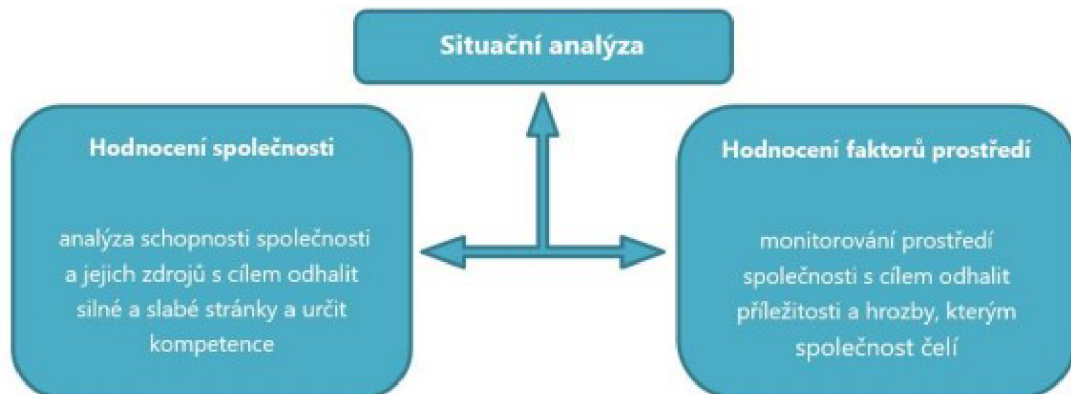 Situační analýza
Hodnocení společnosti
analýza schopnosti společnosti
a jejich zdrojů s cílem odhalit
silné a slabé stránky a určit
kompetence
Hodnocení faktorů prostředí
monitorování prostředí
společnosti s cílem odhalit
příležitosti a hrozby, kterým
společnost čelí